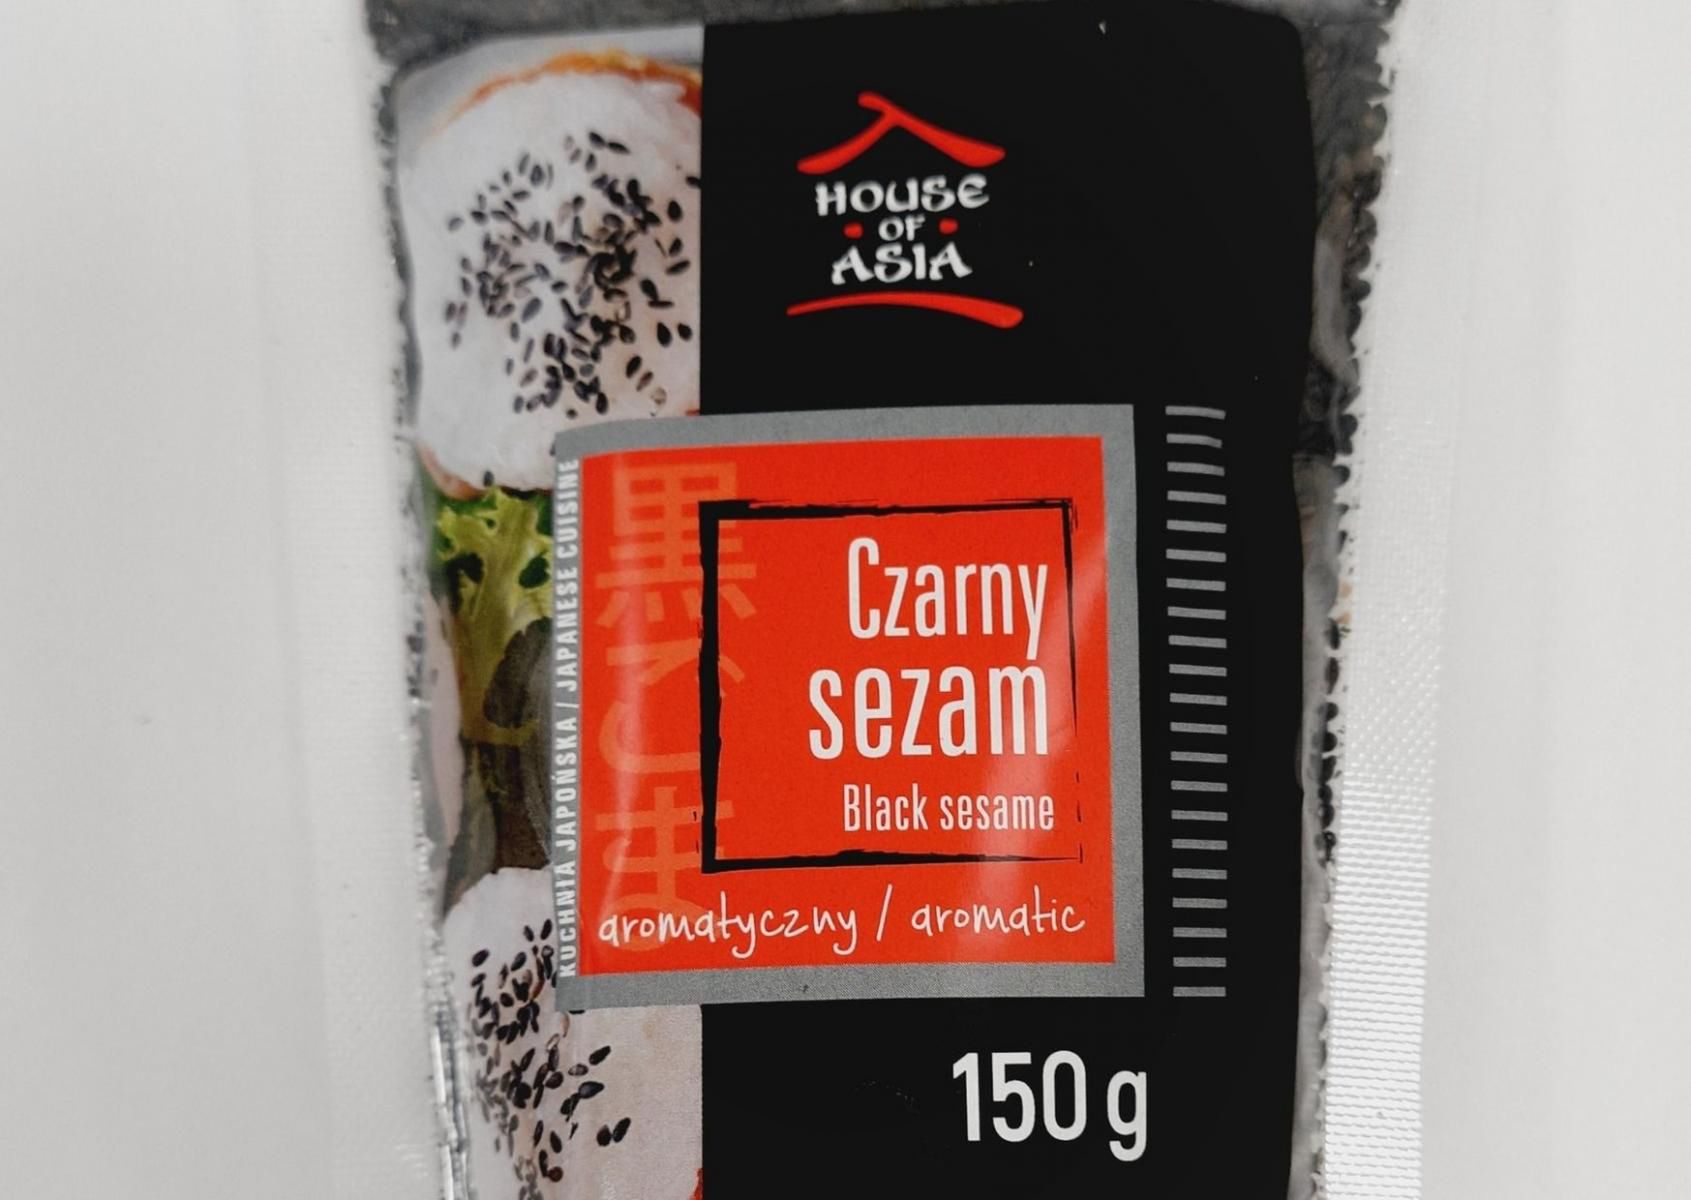 HOUSE
OF
ASIA
KUCHNIA JAPOŃSKA / JAPANESE CUISINE
黒ごま
Czarny
sezam
Black sesame
aromatyczny / aromatic
150 g